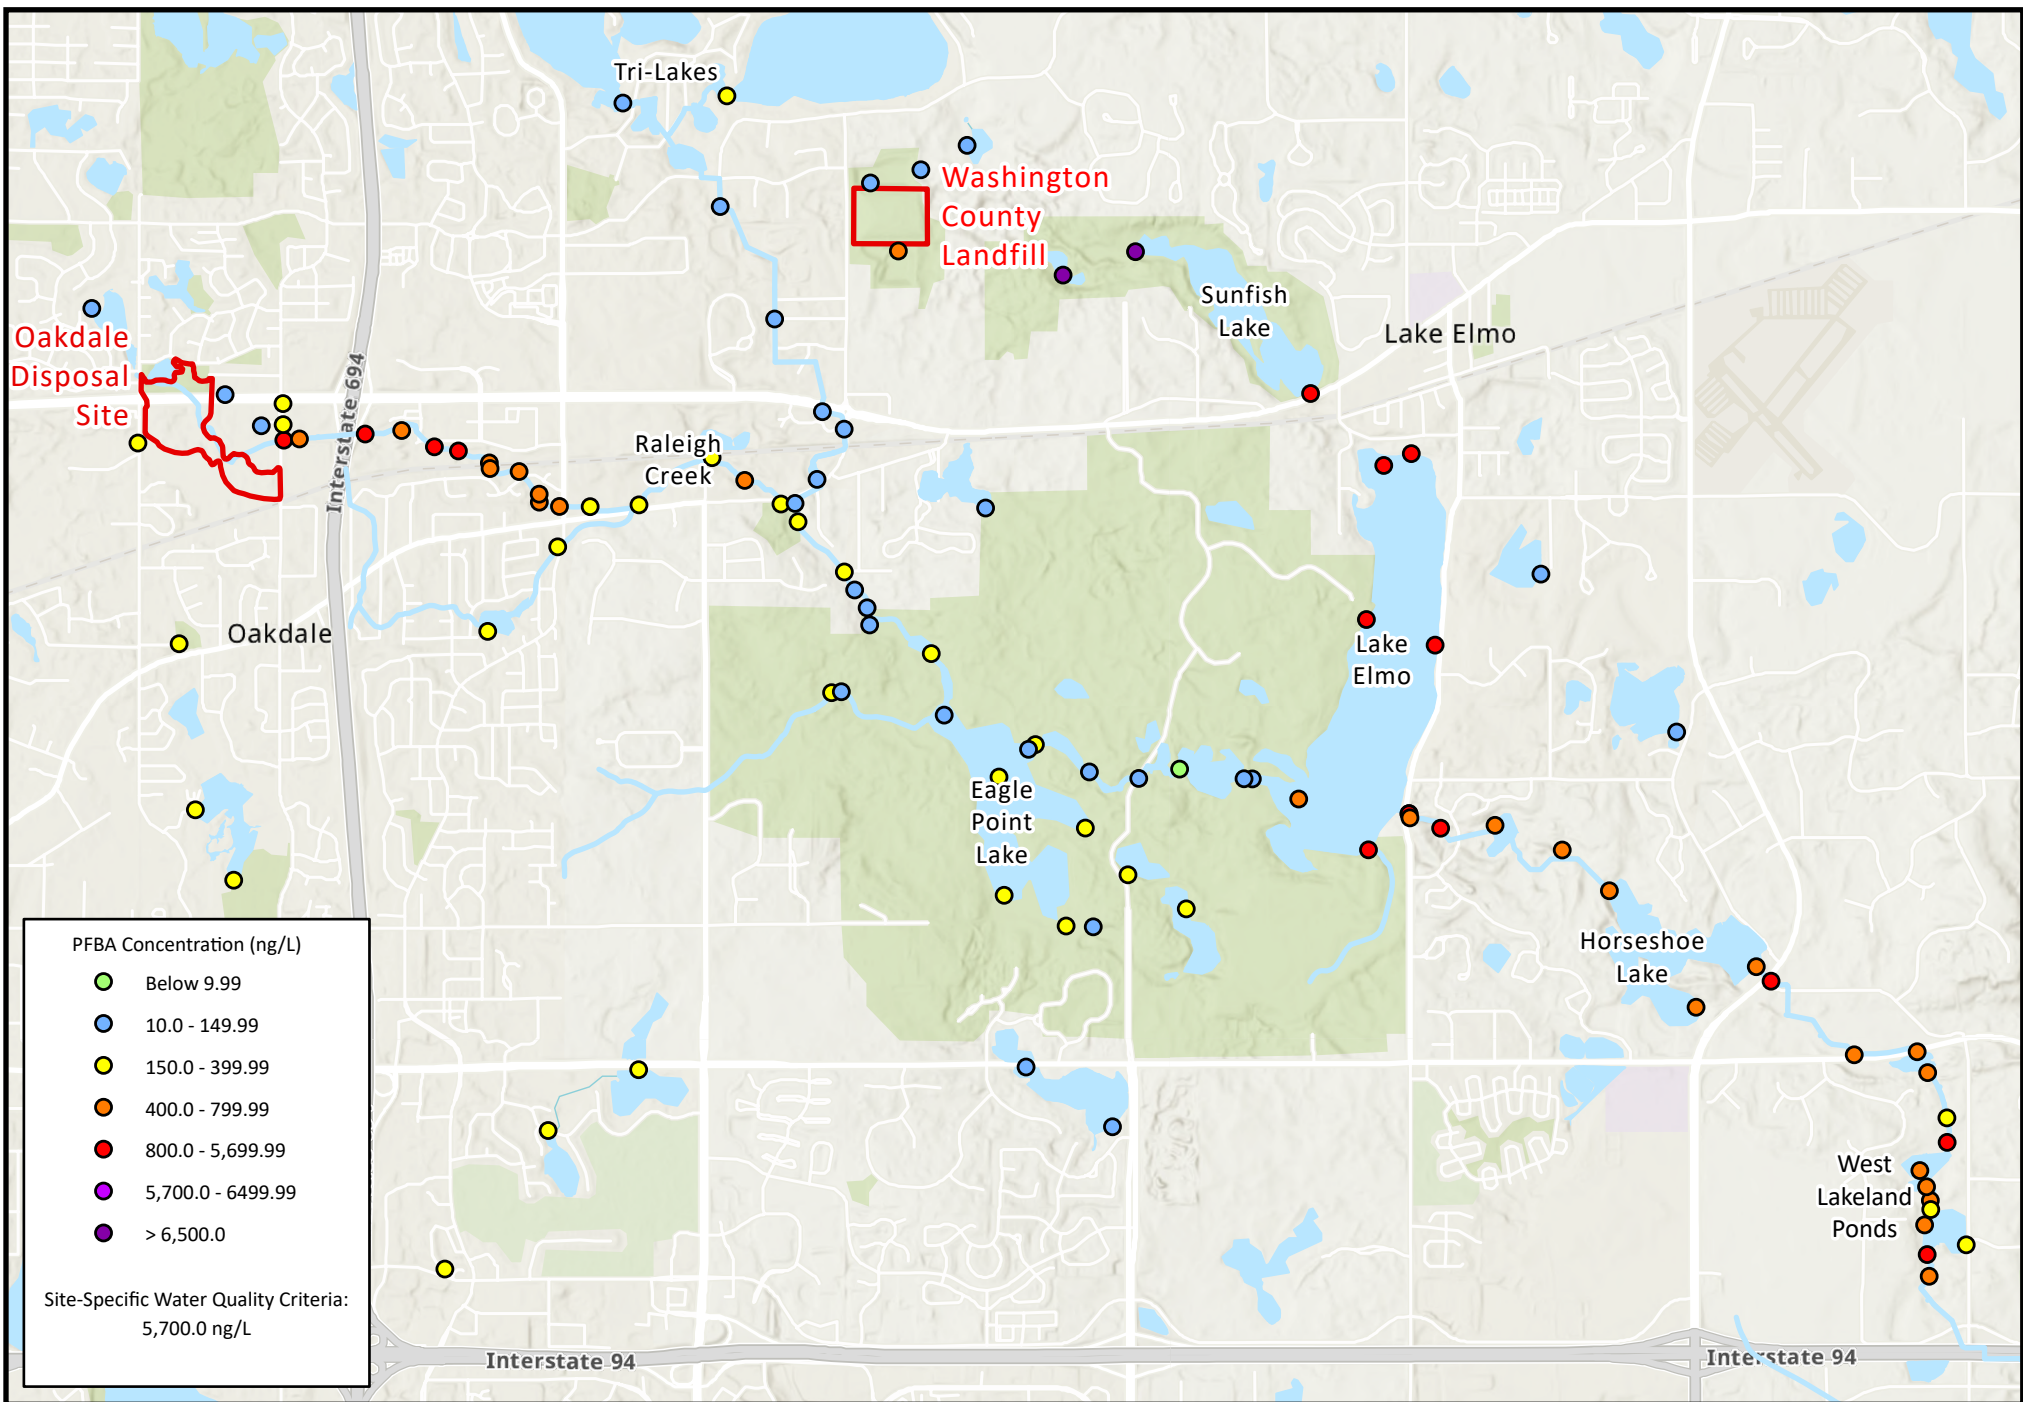 Tri-Lakes
Washington
County
Landfill
Sunfish
Lake
Lake Elmo
Oakdale
Disposal
Site
Interstate 694
Raleigh
Creek
Oakdale
Lake
Elmo
Eagle
Point
Lake
Horseshoe
Lake
West
Lakeland
Ponds
PFBA Concentration (ng/L)
Below 9.99
10.0 - 149.99
150.0 - 399.99
400.0 - 799.99
800.0 - 5,699.99
5,700.0 - 6499.99
> 6,500.0
Site-Specific Water Quality Criteria:
5,700.0 ng/L
Interstate 94
Interstate 94